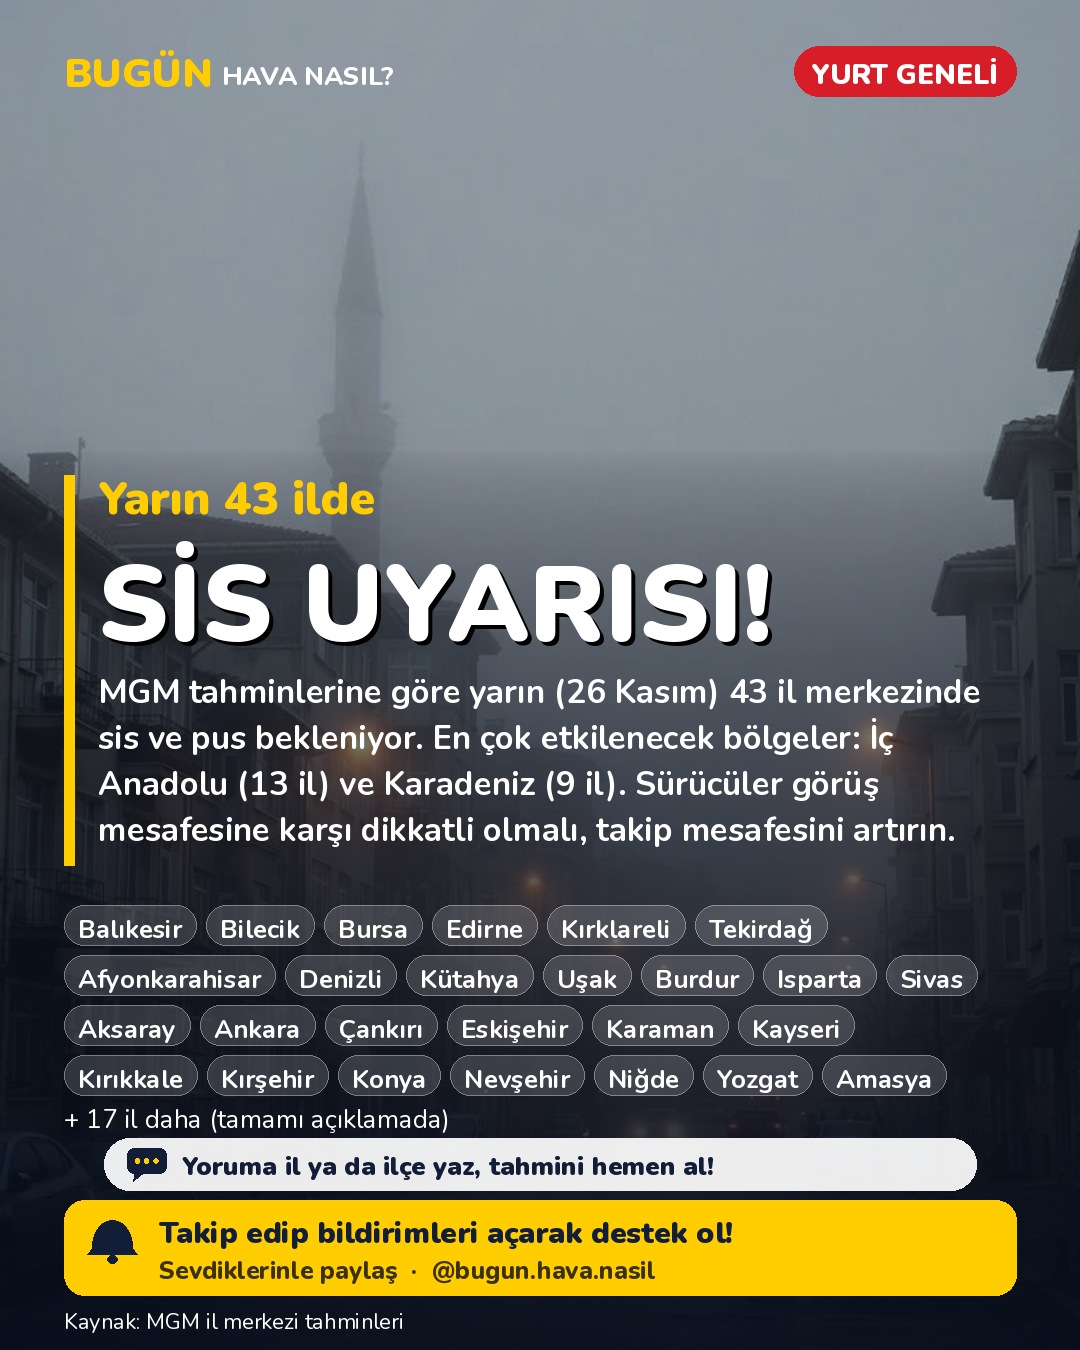 BUGÜN HAVA NASIL?
YURT GENELİ
Yarın 43 ilde
SİS UYARISI!
MGM tahminlerine göre yarın (26 Kasım) 43 il merkezinde
sis ve pus bekleniyor. En çok etkilenecek bölgeler: İç
Anadolu (13 il) ve Karadeniz (9 il). Sürücüler görüş
mesafesine karşı dikkatli olmalı, takip mesafesini artırın.
Balıkesir Bilecik Bursa Edirne Kırklareli Tekirdağ
Afyonkarahisar Denizli Kütahya Uşak Burdur Isparta Sivas
Aksaray Ankara Çankırı Eskişehir Karaman Kayseri
Kırıkkale Kırşehir Konya Nevşehir Niğde Yozgat Amasya
+ 17 il daha (tamamı açıklamada)
Yoruma il ya da ilçe yaz, tahmini hemen al!
Takip edip bildirimleri açarak destek ol!
Sevdiklerinle paylaş · @bugun.hava.nasil
Kaynak: MGM il merkezi tahminleri